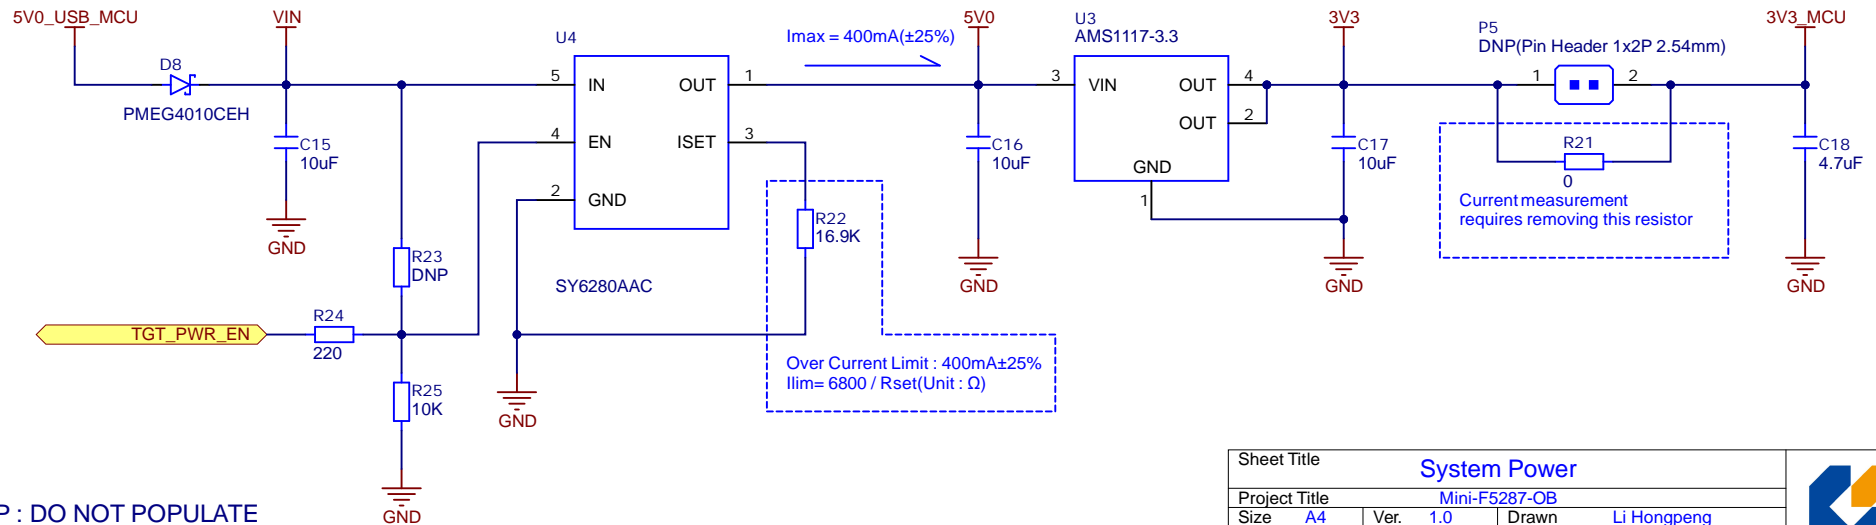 5V0_USB_MCU
VIN
D8
PMEG4010CEH
C15
10uF
GND
U4
5
IN
OUT
1
4
EN
ISET
3
2
GND
SY6280AAC
R23
DNP
R24
220
TGT_PWR_EN
R25
10K
GND
GND
R22
16.9K
Over Current Limit : 400mA±25%
Ilim= 6800 / Rset(Unit : Ω)
Imax = 400mA(±25%)
5V0
C16
10uF
GND
U3
AMS1117-3.3
3
VIN
OUT
4
OUT
2
GND
1
3V3
C17
10uF
GND
P5
DNP(Pin Header 1x2P 2.54mm)
1
2
R21
0
Current measurement
requires removing this resistor
3V3_MCU
C18
4.7uF
GND
P : DO NOT POPULATE
Sheet Title
System Power
Project Title
Mini-F5287-OB
Size A4 Ver. 1.0 Drawn Li Hongpeng